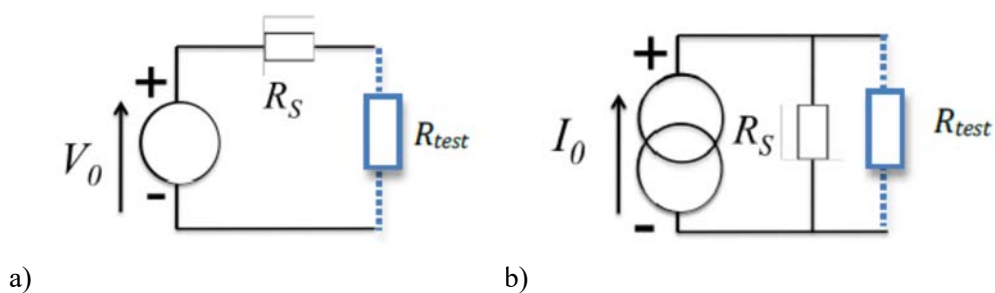 +
R_S
V_0
R_test
-
a)
+
I_0
R_S
R_test
-
b)